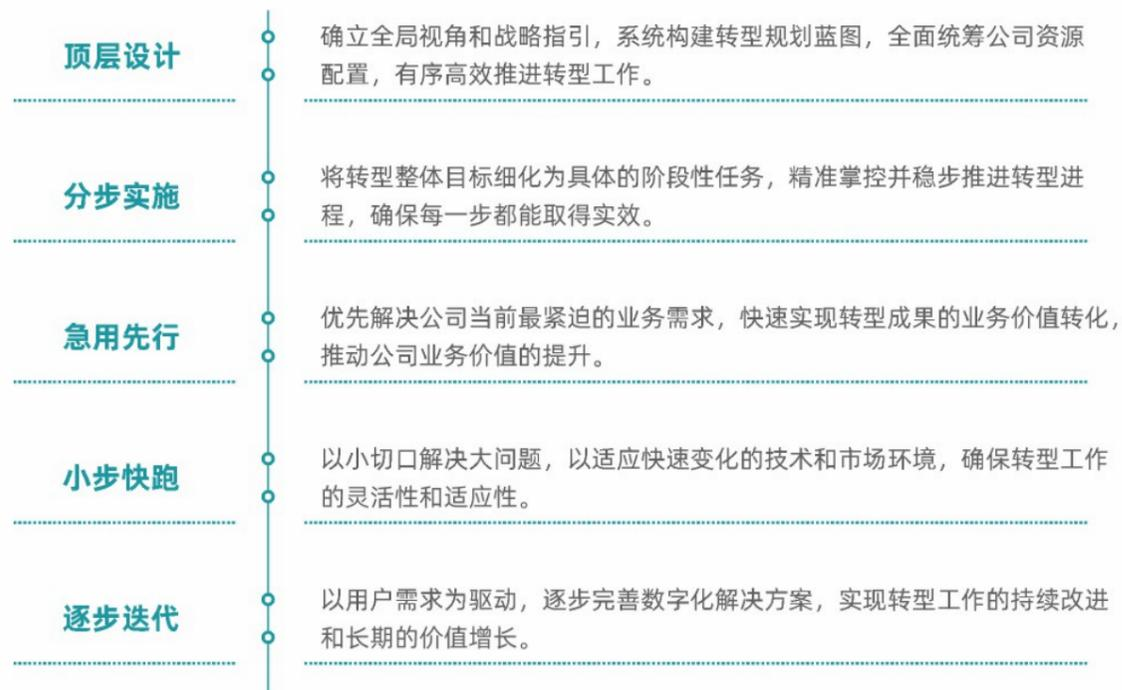 顶层设计
确立全局视角和战略指引，系统构建转型规划蓝图，全面统筹公司资源
配置，有序高效推进转型工作。
分步实施
将转型整体目标细化为具体的阶段性任务，精准掌控并稳步推进转型进
程，确保每一步都能取得实效。
急用先行
优先解决公司当前最紧迫的业务需求，快速实现转型成果的业务价值转化，
推动公司业务价值的提升。
小步快跑
以小切口解决大问题，以适应快速变化的技术和市场环境，确保转型工作
的灵活性和适应性。
逐步迭代
以用户需求为驱动，逐步完善数字化解决方案，实现转型工作的持续改进
和长期的价值增长。